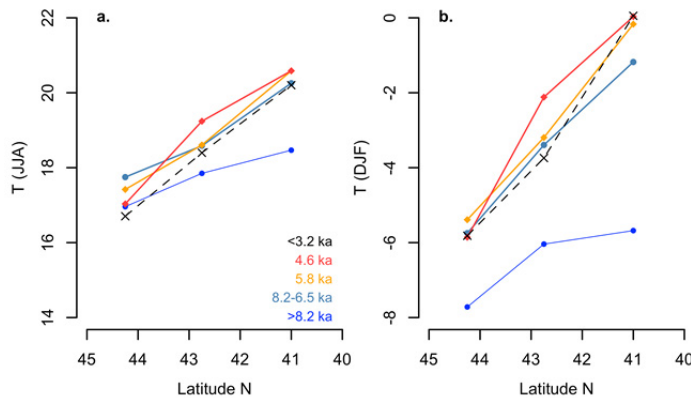 a.
22
20
18
16
14
T (JJA)
<3.2 ka
4.6 ka
5.8 ka
8.2-6.5 ka
>8.2 ka
45 44 43 42 41 40
Latitude N
b.
0
-2
-4
-6
-8
T (DJF)
45 44 43 42 41 40
Latitude N